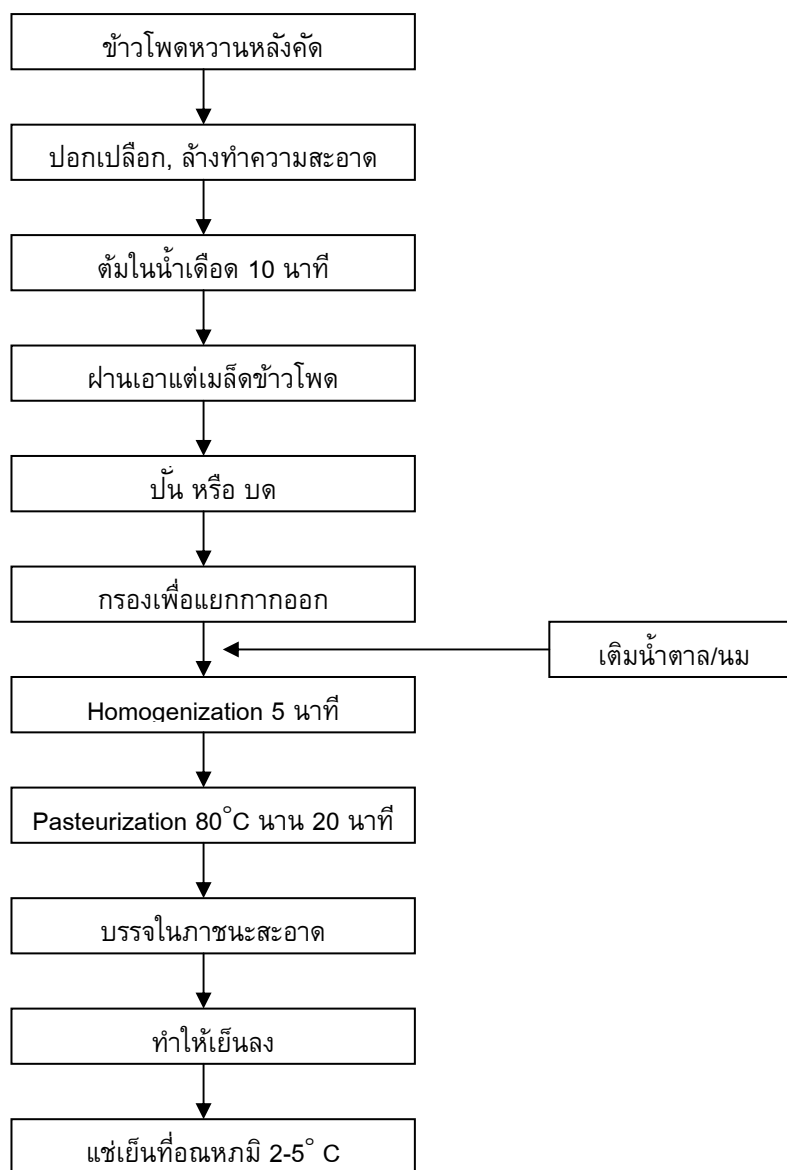 ข้าวโพดหวานหลังคัด
ปอกเปลือก, ล้างทำความสะอาด
ต้มในน้ำเดือด 10 นาที
ฝานเอาแต่เมล็ดข้าวโพด
ปั่น หรือ บด
กรองเพื่อแยกกากออก
เติมน้ำตาล/นม
Homogenization 5 นาที
Pasteurization 80°C นาน 20 นาที
บรรจุในภาชนะสะอาด
ทำให้เย็นลง
แช่เย็นที่อุณหภูมิ 2-5° C